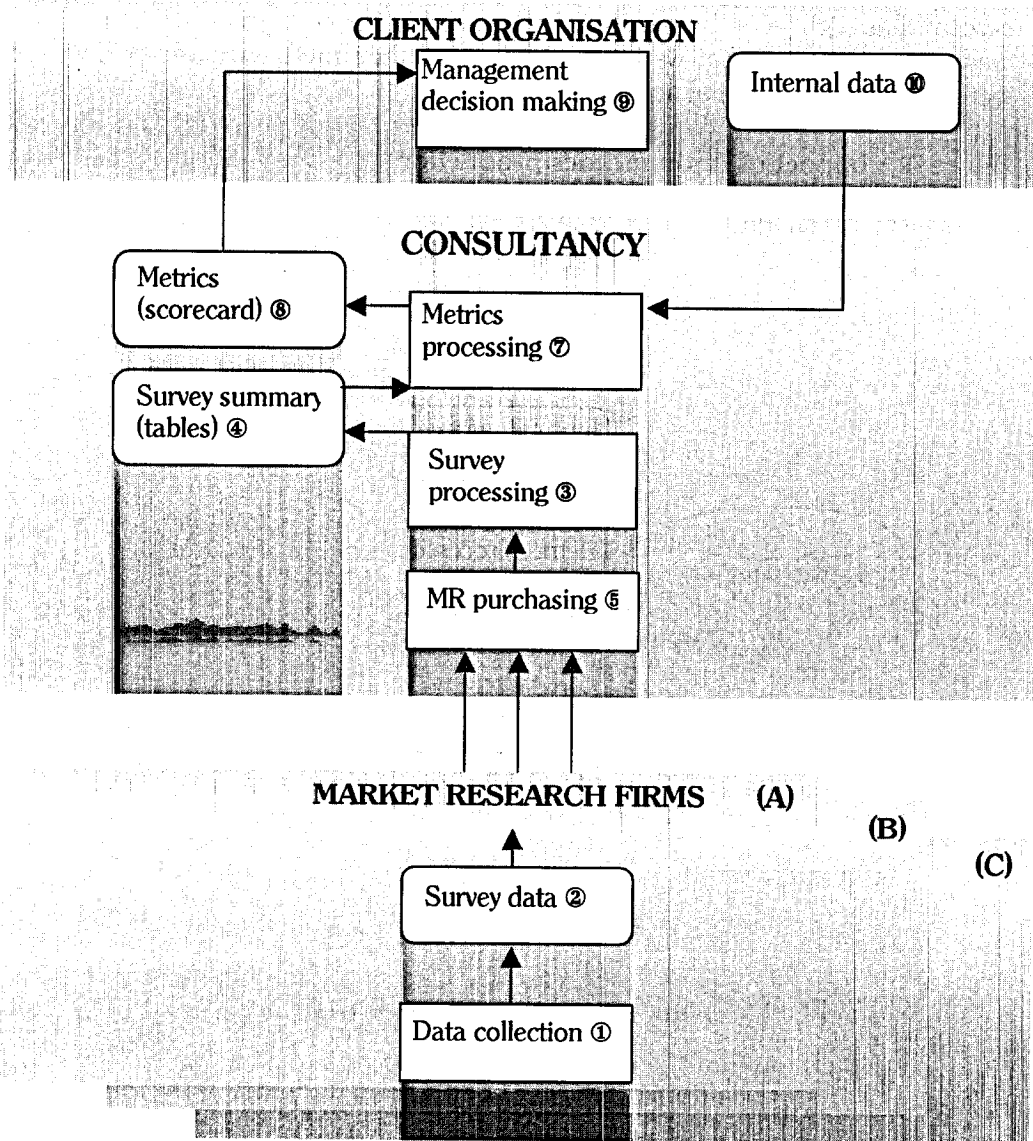 CLIENT ORGANISATION
Management
decision making ⑨
Internal data ⑩
CONSULTANCY
Metrics
(scorecard) ⑧
Metrics
processing ⑦
Survey summary
(tables) ④
Survey
processing ③
MR purchasing ⑤
MARKET RESEARCH FIRMS (A)
(B)
(C)
Survey data ②
Data collection ①